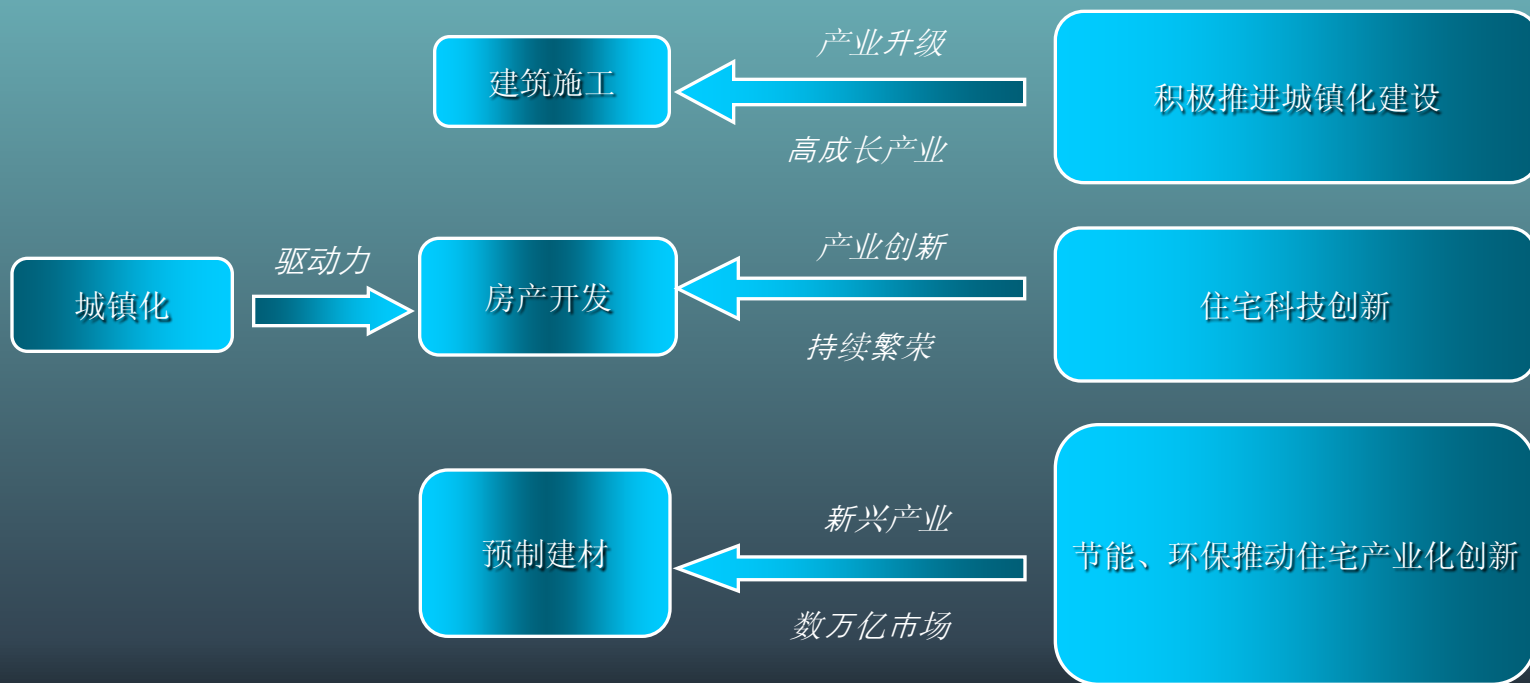 产业升级
建筑施工
积极推进城镇化建设
高成长产业
产业创新
驱动力
城镇化
房产开发
住宅科技创新
持续繁荣
新兴产业
预制建材
节能、环保推动住宅产业化创新
数万亿市场